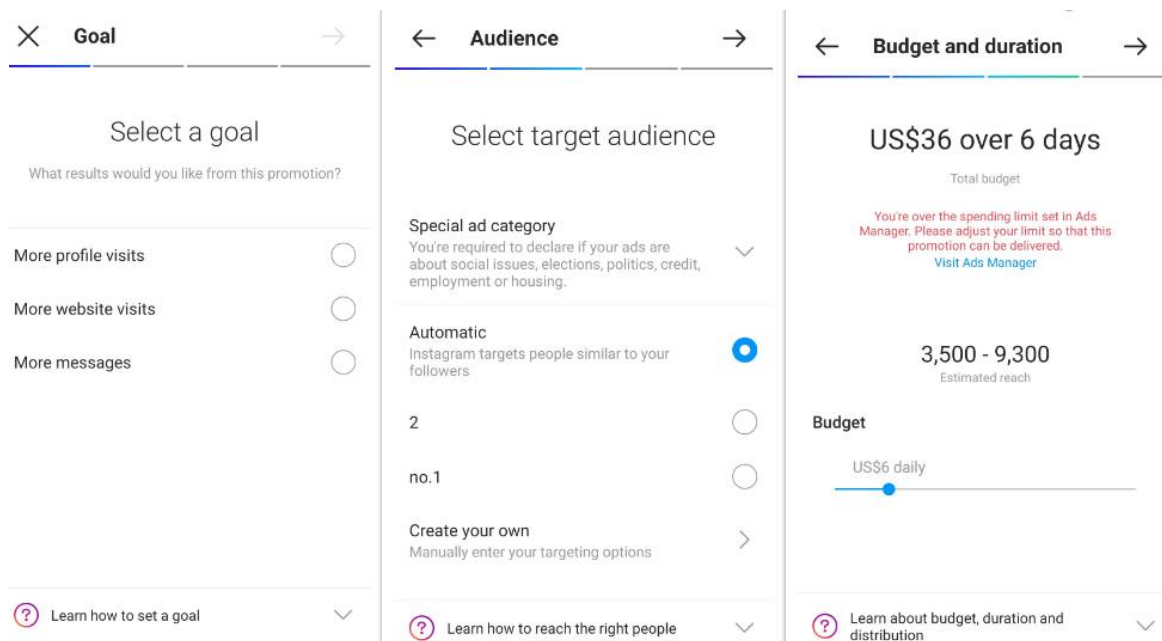 Goal
Select a goal
What results would you like from this promotion?
More profile visits
More website visits
More messages
? Learn how to set a goal
Audience
Select target audience
Special ad category
You're required to declare if your ads are
about social issues, elections, politics, credit,
employment or housing.
Automatic
Instagram targets people similar to your
followers
2
no.1
Create your own
Manually enter your targeting options
? Learn how to reach the right people
Budget and duration
US$36 over 6 days
Total budget
You're over the spending limit set in Ads
Manager. Please adjust your limit so that this
promotion can be delivered.
Visit Ads Manager
3,500 - 9,300
Estimated reach
Budget
US$6 daily
? Learn about budget, duration and
distribution